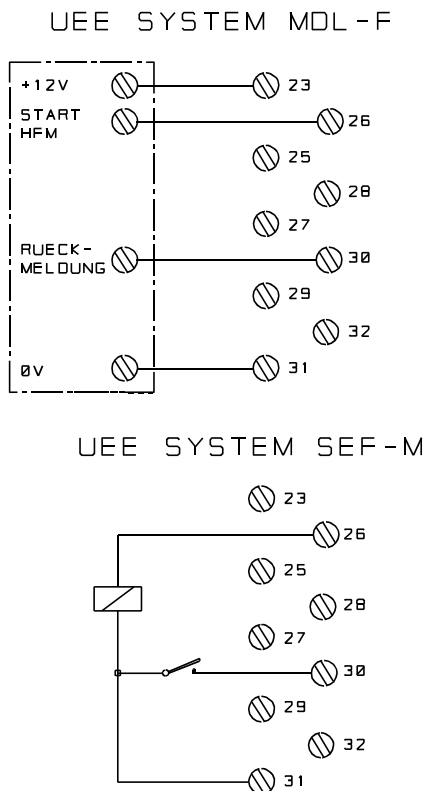 UEE SYSTEM MDL-F
+12V
23
START
HFM
26
25
28
27
RUECK-
MELDUNG
30
29
32
0V
31
UEE SYSTEM SEF-M
23
26
25
28
27
30
29
32
31